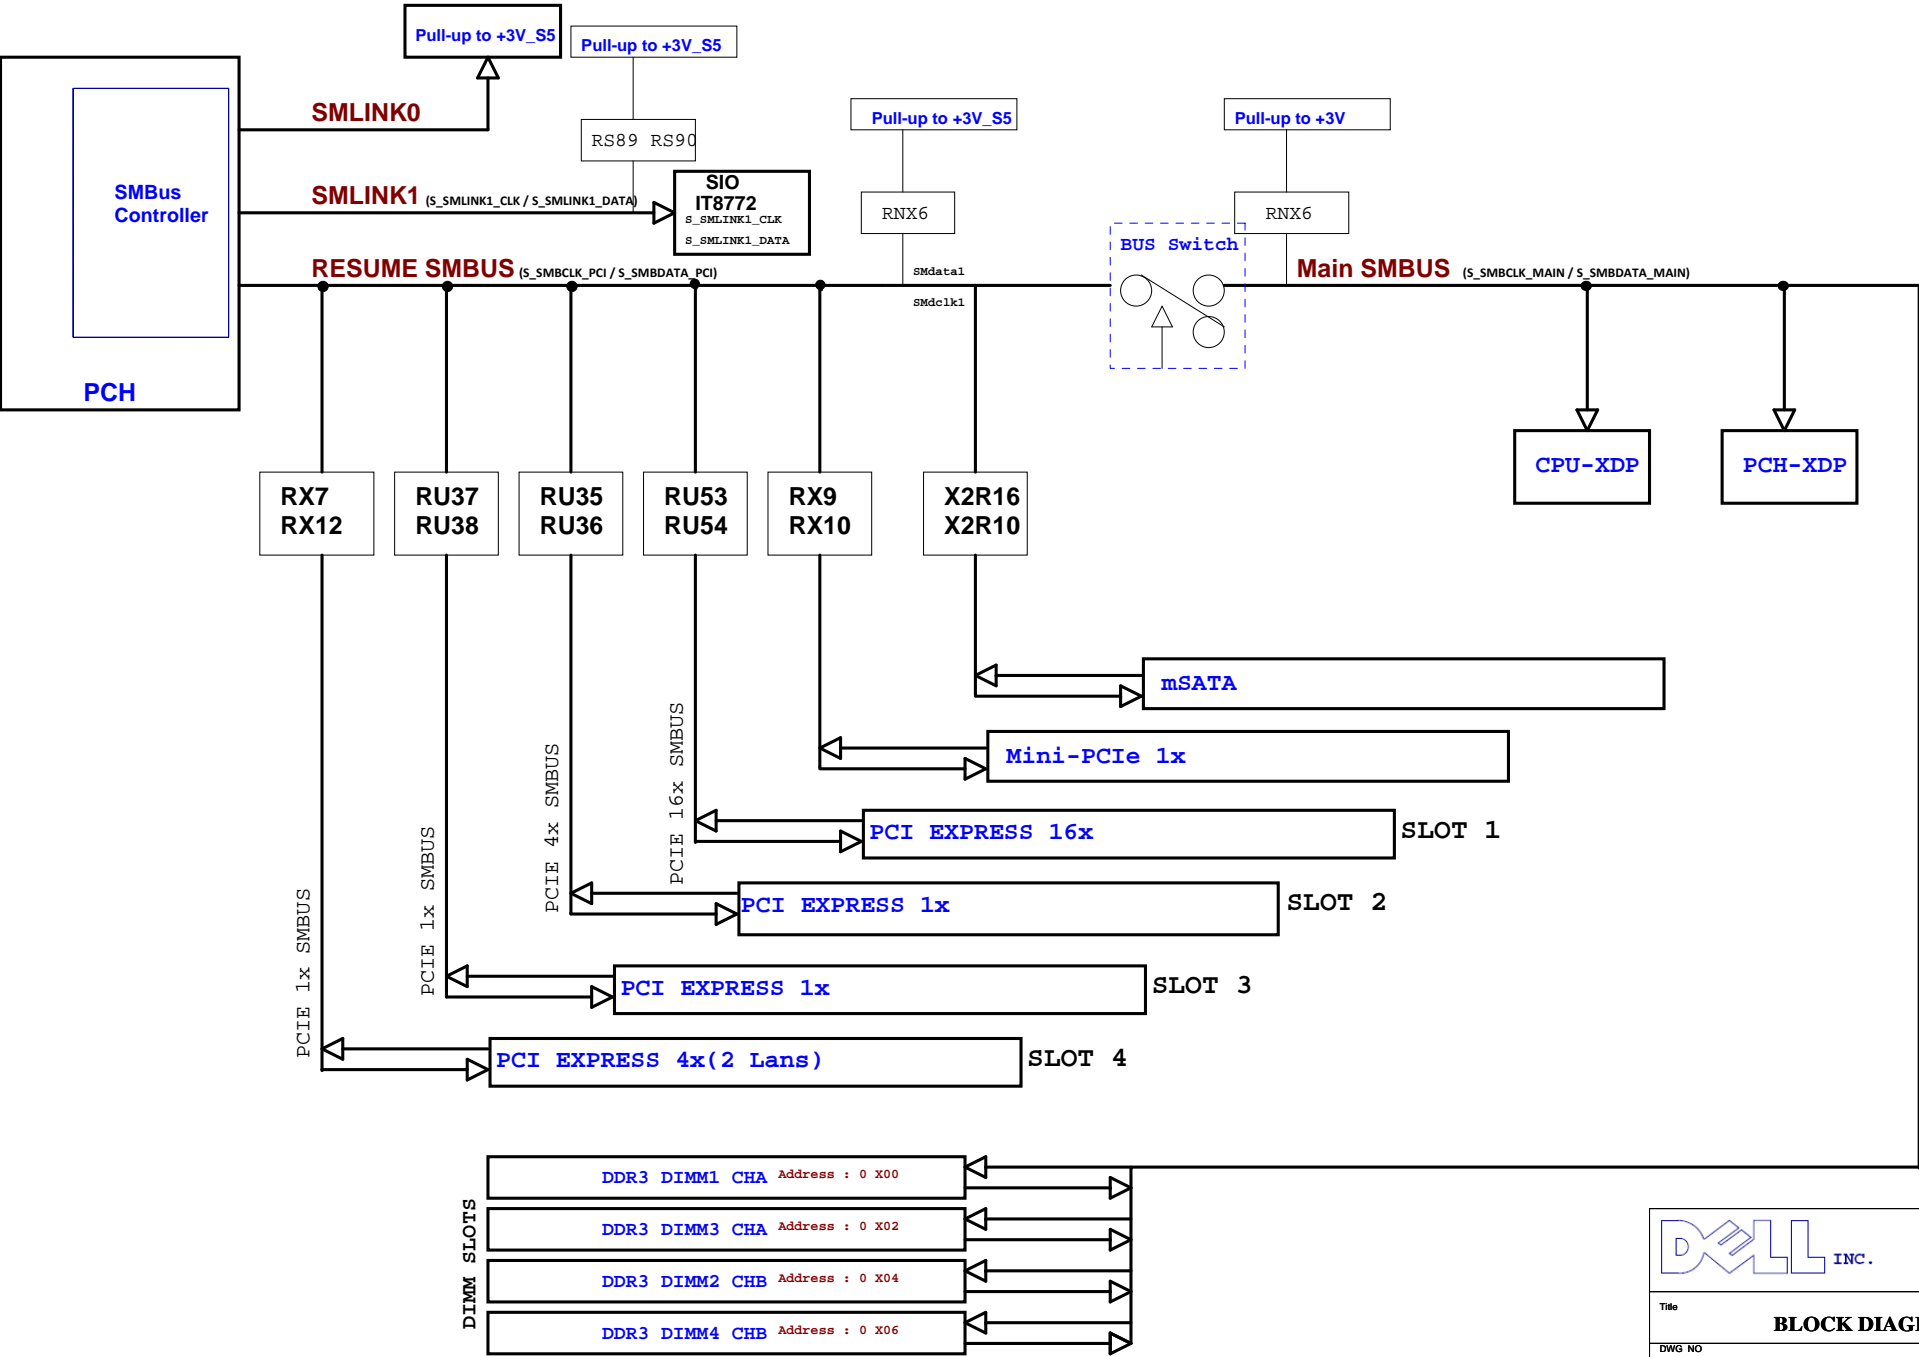 Pull-up to +3V_S5
Pull-up to +3V_S5
SMLINK0
RS89 RS90
Pull-up to +3V_S5
Pull-up to +3V
SMBus
Controller
SMLINK1 (S_SMLINK1_CLK / S_SMLINK1_DATA)
SIO
IT8772
S_SMLINK1_CLK
S_SMLINK1_DATA
RNX6
RNX6
BUS Switch
RESUME SMBUS (S_SMBCLK_PCI / S_SMBDATA_PCI)
SMdata1
SMdclk1
Main SMBUS (S_SMBCLK_MAIN / S_SMBDATA_MAIN)
PCH
CPU-XDP
PCH-XDP
RX7
RX12
RU37
RU38
RU35
RU36
RU53
RU54
RX9
RX10
X2R16
X2R10
mSATA
Mini-PCIe 1x
PCIE 16x SMBUS
PCI EXPRESS 16x
SLOT 1
PCIE 4x SMBUS
PCI EXPRESS 1x
SLOT 2
PCIE 1x SMBUS
PCI EXPRESS 1x
SLOT 3
PCIE 1x SMBUS
PCI EXPRESS 4x(2 Lans)
SLOT 4
DIMM SLOTS
DDR3 DIMM1 CHA Address : 0 X00
DDR3 DIMM3 CHA Address : 0 X02
DDR3 DIMM2 CHB Address : 0 X04
DDR3 DIMM4 CHB Address : 0 X06
DELL INC.
Title
BLOCK DIAG
DWG NO